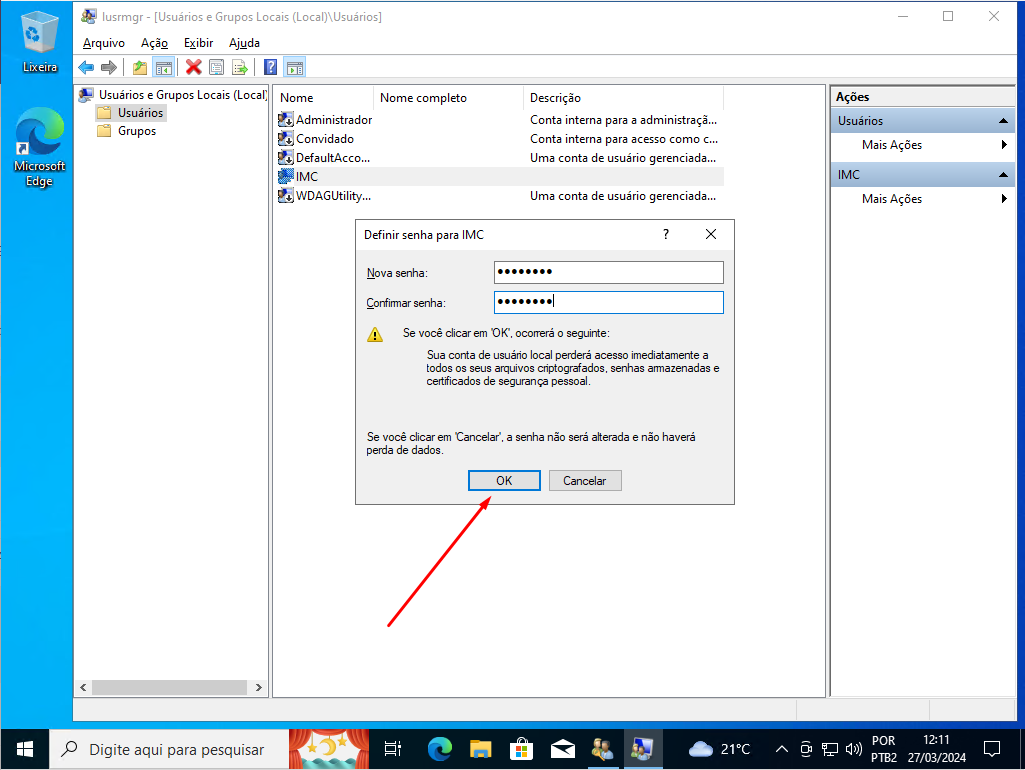 Lixeira
Microsoft
Edge
lusrmgr - [Usuários e Grupos Locais (Local)\Usuários]
Arquivo Ação Exibir Ajuda
Usuários e Grupos Locais (Local)
Usuários
Grupos
Nome Nome completo Descrição
Administrador Conta interna para a administraçã...
Convidado Conta interna para acesso como c...
DefaultAcco... Uma conta de usuário gerenciada...
IMC
WDAGUtility... Uma conta de usuário gerenciada...
Ações
Usuários
Mais Ações
IMC
Mais Ações
Definir senha para IMC
Nova senha:
Confirmar senha:
Se você clicar em 'OK', ocorrerá o seguinte:
Sua conta de usuário local perderá acesso imediatamente a
todos os seus arquivos criptografados, senhas armazenadas e
certificados de segurança pessoal.
Se você clicar em 'Cancelar', a senha não será alterada e não haverá
perda de dados.
OK Cancelar
Digite aqui para pesquisar
21°C
POR
PTB2
12:11
27/03/2024